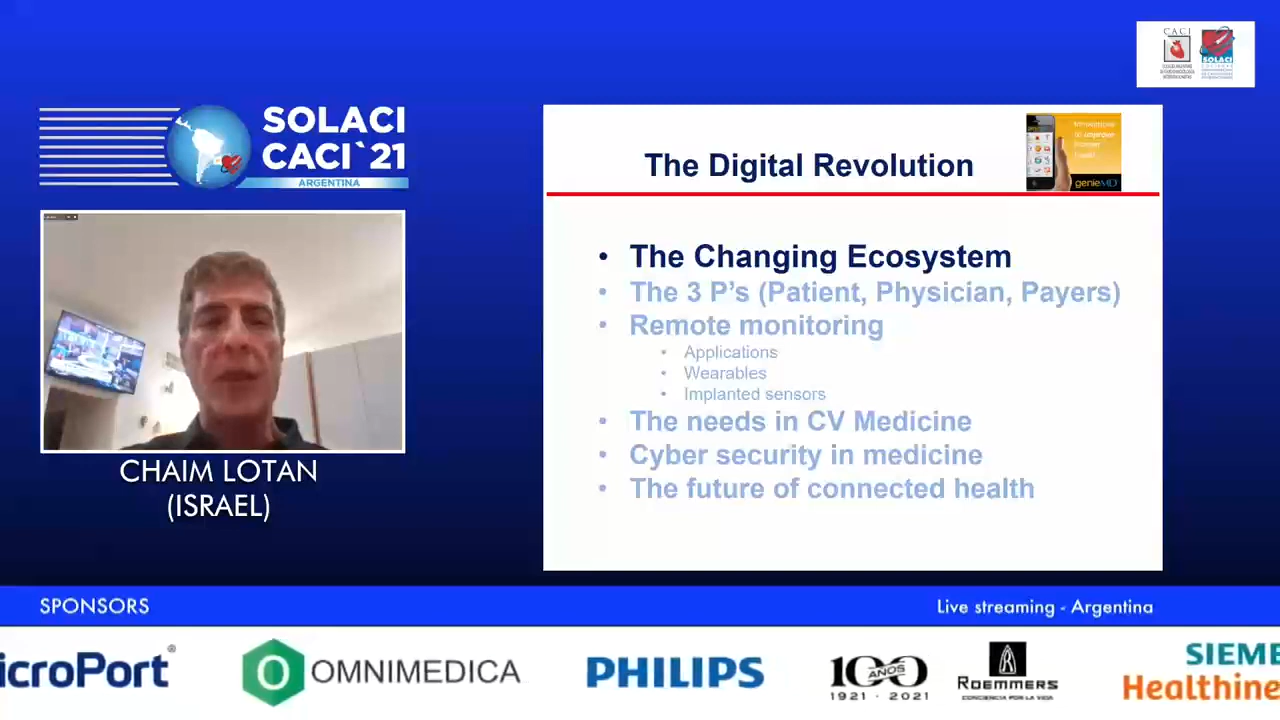 CACI
SOLACI
SOLACI
CACI`21
ARGENTINA
The Digital Revolution
genieMD
• The Changing Ecosystem
• The 3 P's (Patient, Physician, Payers)
• Remote monitoring
• Applications
• Wearables
• Implanted sensors
• The needs in CV Medicine
• Cyber security in medicine
• The future of connected health
CHAIM LOTAN
(ISRAEL)
SPONSORS
Live streaming - Argentina
icroPort®
OMNIMEDICA
PHILIPS
100
AÑOS
1921 - 2021
ROEMMERS
CONCIENCIA POR LA VIDA
SIEME
Healthine